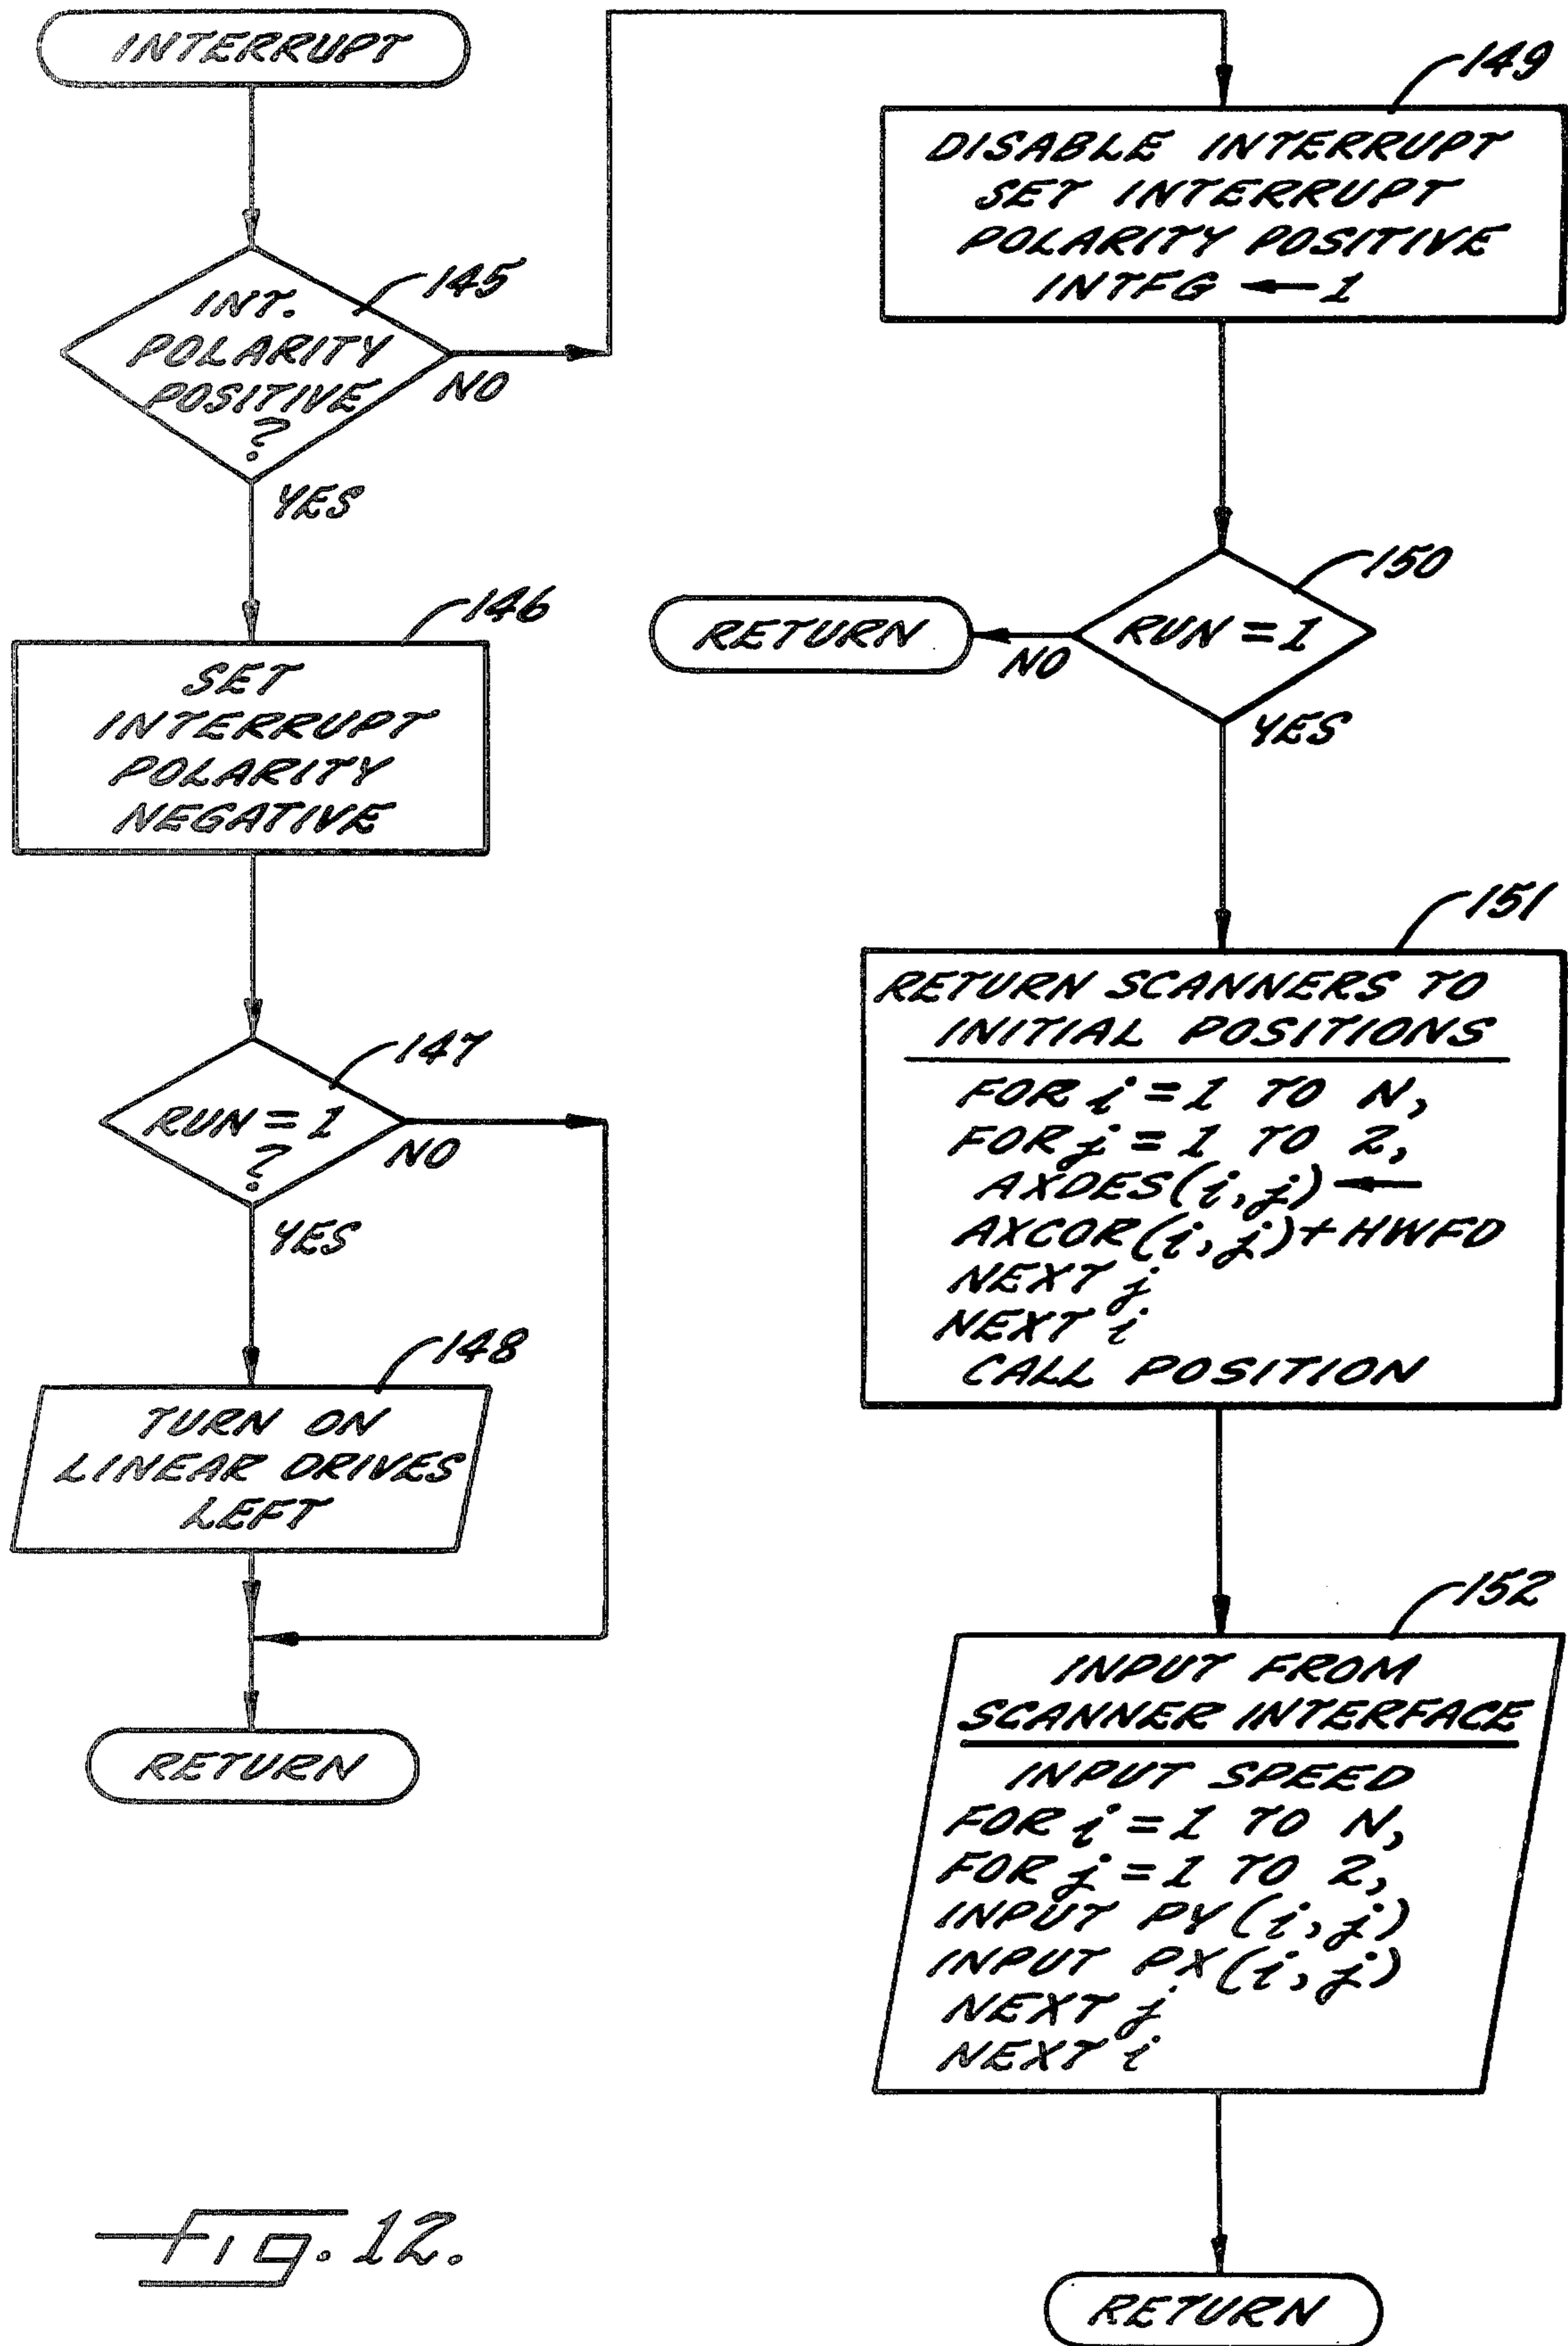 INTERRUPT
145
INT.
POLARITY
POSITIVE
?
NO
YES
146
SET
INTERRUPT
POLARITY
NEGATIVE
147
RUN = 1
?
NO
YES
148
TURN ON
LINEAR DRIVES
LEFT
RETURN
149
DISABLE INTERRUPT
SET INTERRUPT
POLARITY POSITIVE
INTFG ← 1
150
RUN = 1
NO
RETURN
YES
151
RETURN SCANNERS TO
INITIAL POSITIONS
FOR i = 1 TO N,
FOR j = 1 TO 2,
AXDES(i,j) ←
AXCOR(i,j)+HWFD
NEXT j
NEXT i
CALL POSITION
152
INPUT FROM
SCANNER INTERFACE
INPUT SPEED
FOR i = 1 TO N,
FOR j = 1 TO 2,
INPUT PY(i,j)
INPUT PX(i,j)
NEXT j
NEXT i
RETURN
Fig. 12.